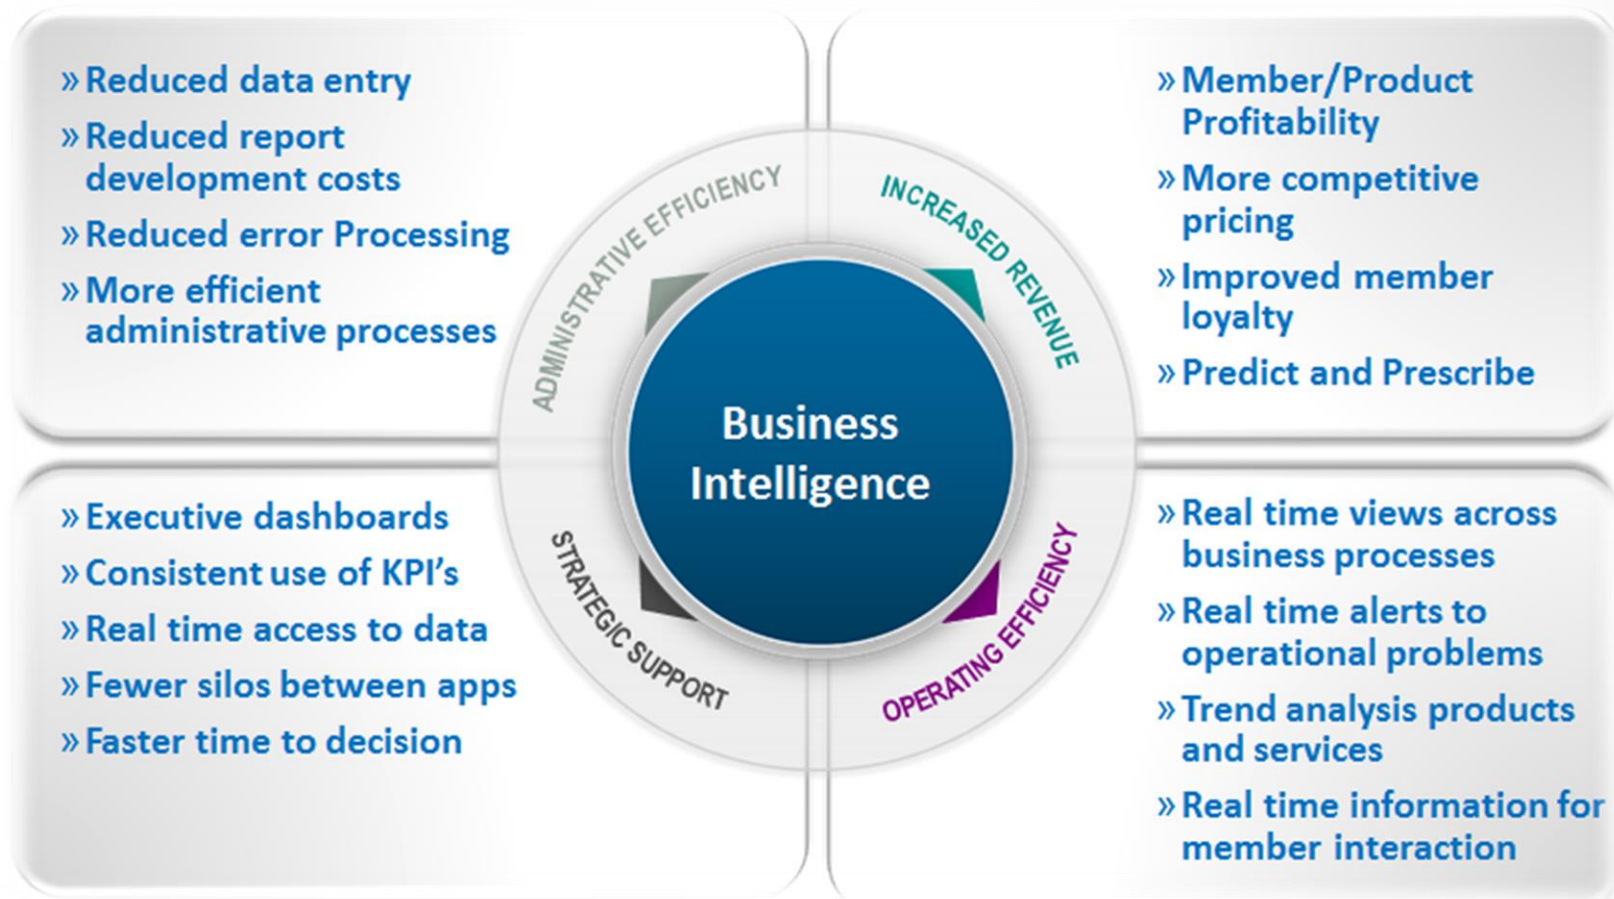 » Reduced data entry
» Reduced report
development costs
» Reduced error Processing
» More efficient
administrative processes
ADMINISTRATIVE EFFICIENCY
INCREASED REVENUE
» Member/Product
Profitability
» More competitive
pricing
» Improved member
loyalty
» Predict and Prescribe
Business
Intelligence
» Executive dashboards
» Consistent use of KPI’s
» Real time access to data
» Fewer silos between apps
» Faster time to decision
STRATEGIC SUPPORT
OPERATING EFFICIENCY
» Real time views across
business processes
» Real time alerts to
operational problems
» Trend analysis products
and services
» Real time information for
member interaction